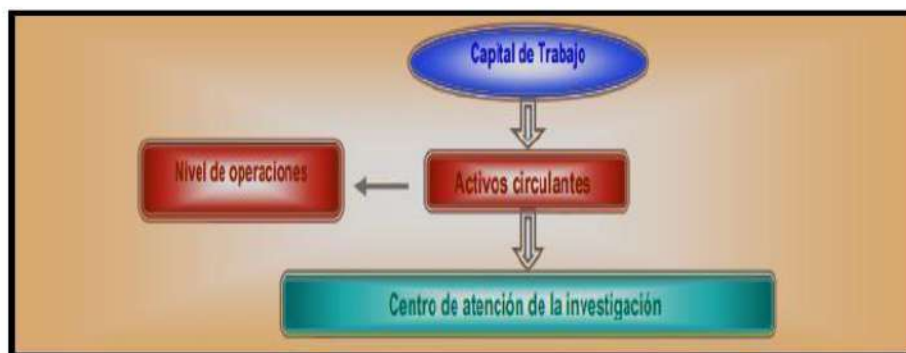 Capital de Trabajo
Nivel de operaciones
Activos circulantes
Centro de atención de la investigación